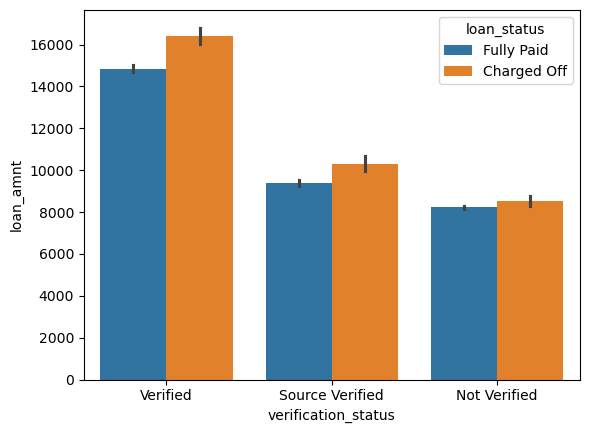 loan_status
Fully Paid
Charged Off
loan_amnt
16000
14000
12000
10000
8000
6000
4000
2000
0
Verified
Source Verified
Not Verified
verification_status